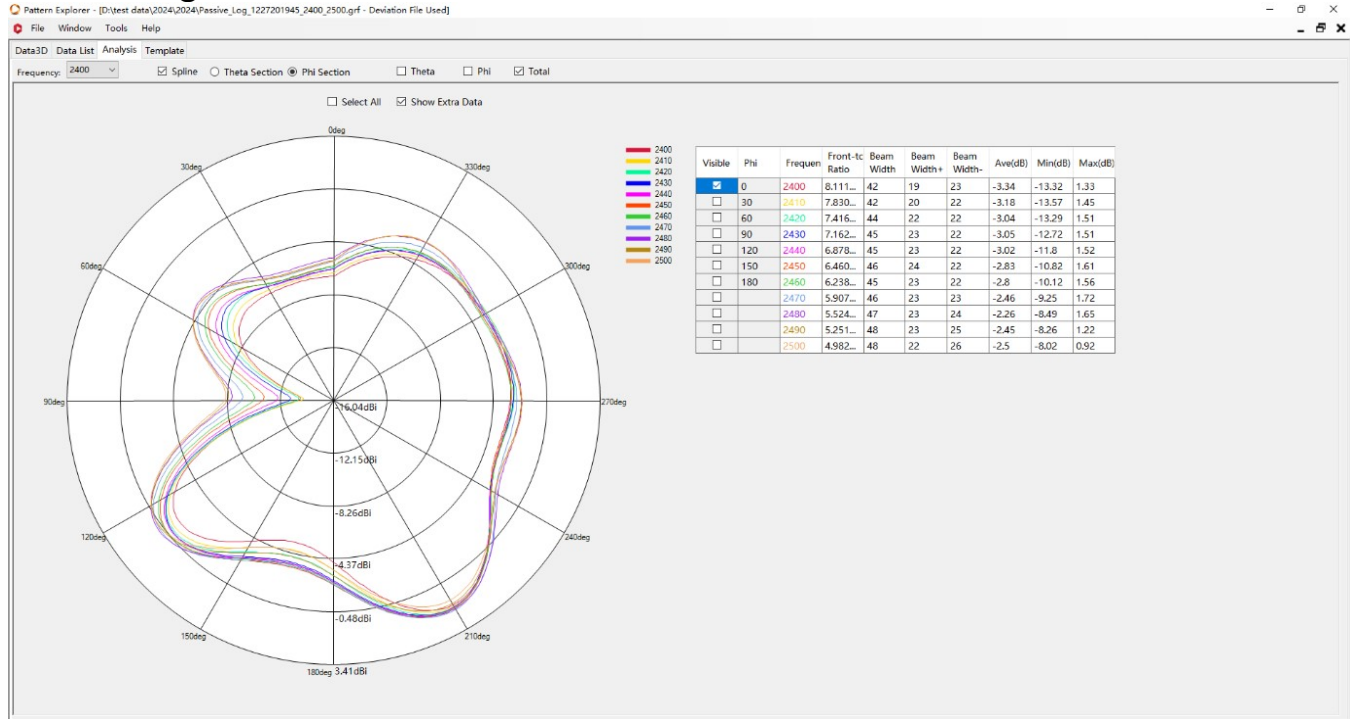 Pattern Explorer - [D:\test data\2024\2024\Passive_Log_1227201945_2400_2500.grf - Deviation File Used]
File Window Tools Help
Data3D Data List Analysis Template
Frequency: 2400 Spline Theta Section Phi Section Theta Phi Total
Select All Show Extra Data
0deg
30deg
330deg
60deg
300deg
90deg
270deg
120deg
240deg
150deg
210deg
180deg 3.41dBi
-16.04dBi
-12.15dBi
-8.26dBi
-4.37dBi
-0.48dBi
2400
2410
2420
2430
2440
2450
2460
2470
2480
2490
2500
Visible Phi Frequen Front-tc Ratio Beam Width Beam Width+ Beam Width- Ave(dB) Min(dB) Max(dB)
0 2400 8.111... 42 19 23 -3.34 -13.32 1.33
30 2410 7.830... 42 20 22 -3.18 -13.57 1.45
60 2420 7.416... 44 22 22 -3.04 -13.29 1.51
90 2430 7.162... 45 23 22 -3.05 -12.72 1.51
120 2440 6.878... 45 23 22 -3.02 -11.8 1.52
150 2450 6.460... 46 24 22 -2.83 -10.82 1.61
180 2460 6.238... 45 23 22 -2.8 -10.12 1.56
2470 5.907... 46 23 23 -2.46 -9.25 1.72
2480 5.524... 47 23 24 -2.26 -8.49 1.65
2490 5.251... 48 23 25 -2.45 -8.26 1.22
2500 4.982... 48 22 26 -2.5 -8.02 0.92